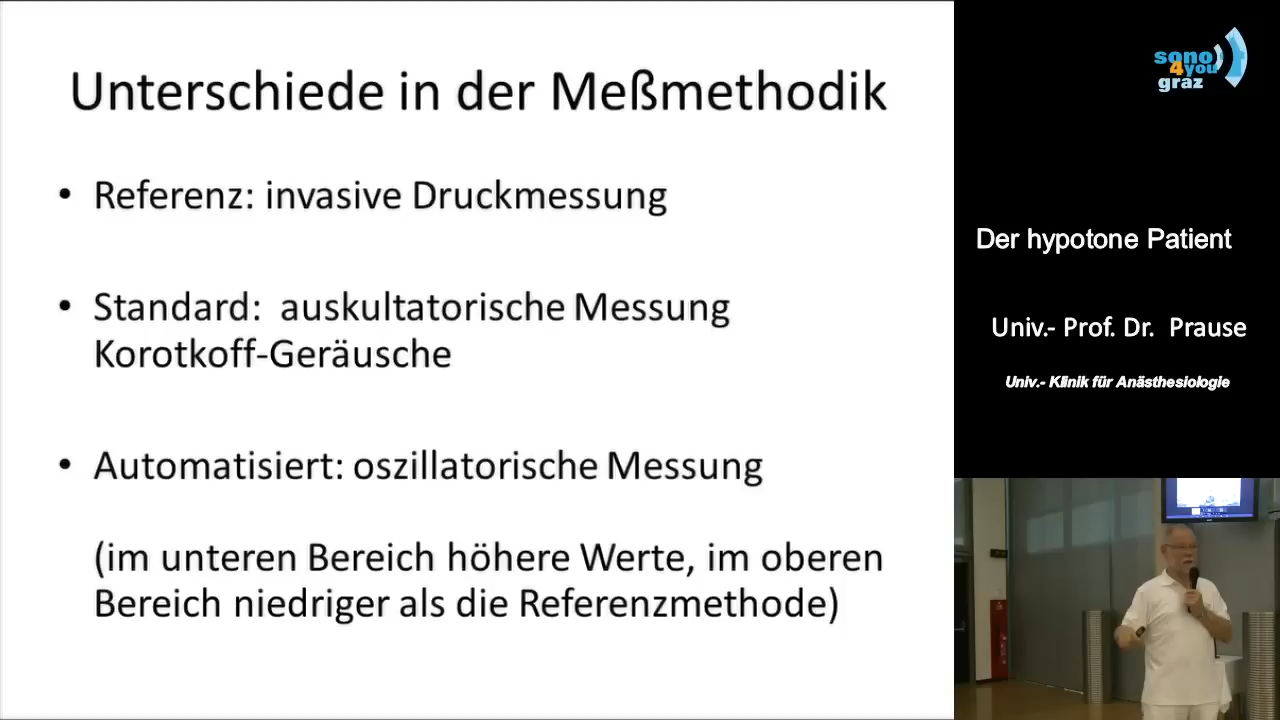 Unterschiede in der Meßmethodik
• Referenz: invasive Druckmessung
• Standard: auskultatorische Messung
Korotkoff-Geräusche
• Automatisiert: oszillatorische Messung
(im unteren Bereich höhere Werte, im oberen
Bereich niedriger als die Referenzmethode)
sono
4you
graz
Der hypotone Patient
Univ.- Prof. Dr. Prause
Univ.- Klinik für Anästhesiologie